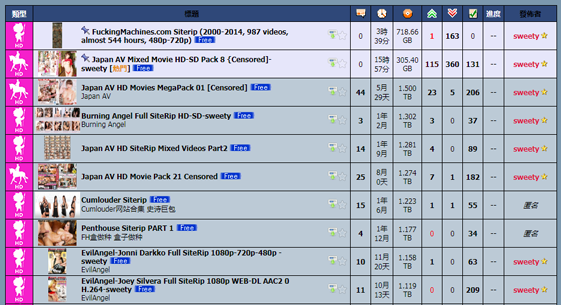 類型 標題 進度 發佈者
HD FuckingMachines.com Siterip (2000-2014, 987 videos, 3時 718.66
almost 544 hours, 480p-720p) Free 0 39分 GB 1 163 0 -- sweety
HD Japan AV Mixed Movie HD-SD Pack 8 {Censored}- 15時 305.40
sweety [熱門] Free 0 57分 GB 115 360 131 -- sweety
HD Japan AV HD Movies MegaPack 01 [Censored] Free 5月 1.500
Japan AV 44 29天 TB 23 5 206 -- sweety
HD Burning Angel Full SiteRip HD-SD-sweety Free 1年 1.302
Burning Angel 3 2月 TB 3 0 37 -- sweety
HD Japan AV HD SiteRip Mixed Videos Part2 Free 14 1年 1.281
9月 TB 4 0 89 -- sweety
HD Japan AV HD Movie Pack 21 Censored Free 25 8月 1.274
0天 TB 7 1 182 -- sweety
HD Cumlouder Siterip Free 1年 1.223
Cumlouder网站合集 史诗巨包 15 6月 TB 1 1 55 -- 匿名
HD Penthouse Siterip PART 1 Free 1年 1.177
FH盒做种 盒子做种 4 12月 TB 0 0 34 -- 匿名
HD EvilAngel-Jonni Darkko Full SiteRip 1080p-720p-480p - 11月 1.158
sweety Free 10 20天 TB 1 0 63 -- sweety
EvilAngel
HD EvilAngel-Joey Silvera Full SiteRip 1080p WEB-DL AAC2 0 10月 1.119
H.264-sweety Free 11 13天 TB 0 0 209 -- sweety
EvilAngel